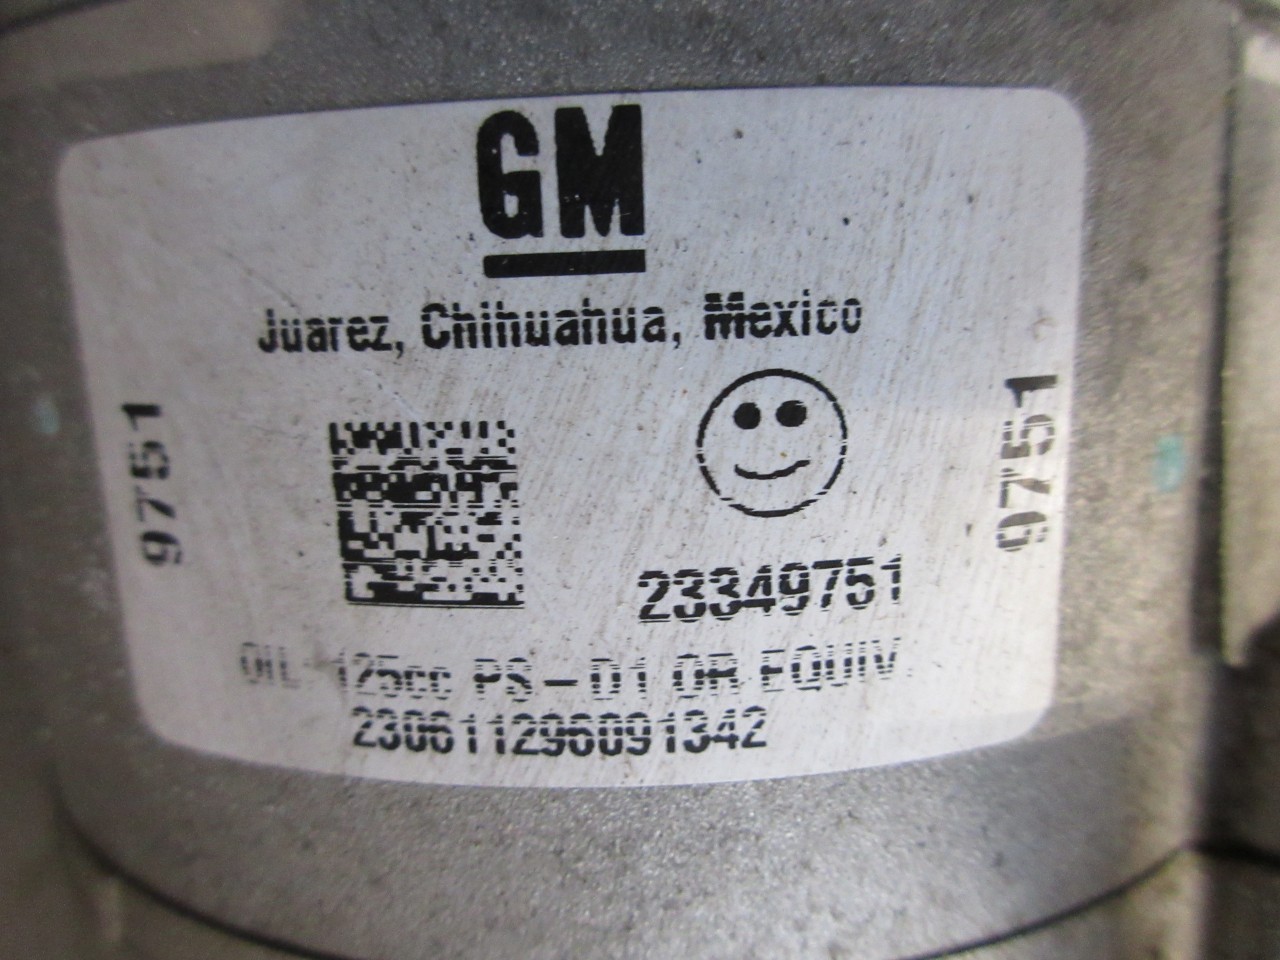 GM
Juarez, Chihuahua, Mexico
9751
9751
23349751
OIL 125cc PS-D1 OR EQUIV.
230611296091342